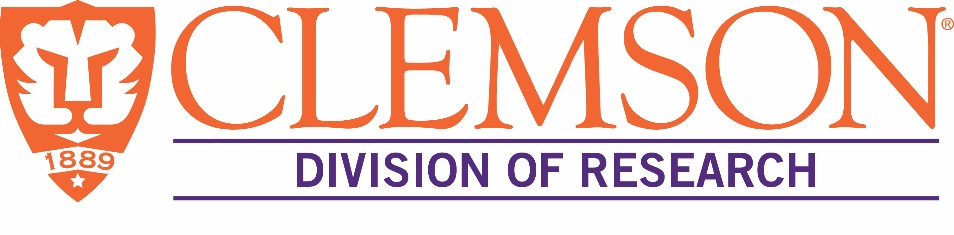 CLEMSON®
DIVISION OF RESEARCH
1889